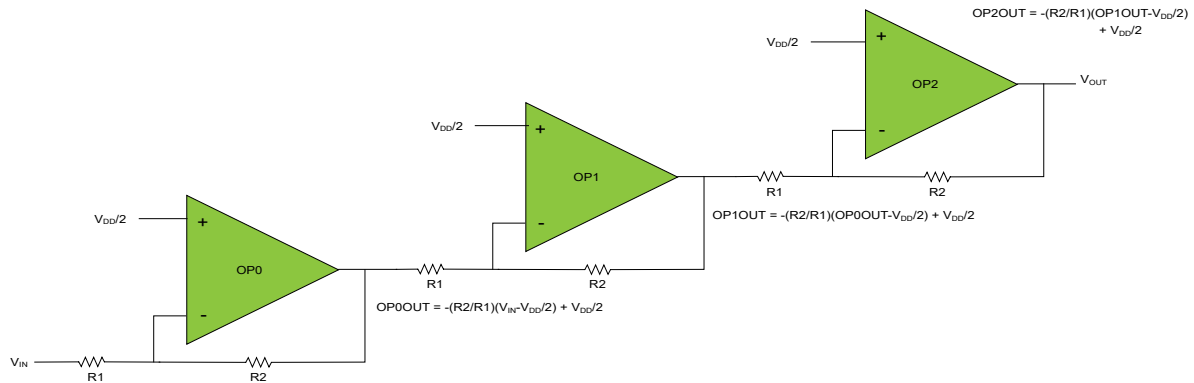 OP2OUT = -(R2/R1)(OP1OUT-VDD/2)
+ VDD/2
VDD/2
+
OP2
-
VOUT
R1
R2
VDD/2
+
OP1
-
OP1OUT = -(R2/R1)(OP0OUT-VDD/2) + VDD/2
R1
R2
VDD/2
+
OP0
-
OP0OUT = -(R2/R1)(VIN-VDD/2) + VDD/2
VIN
R1
R2